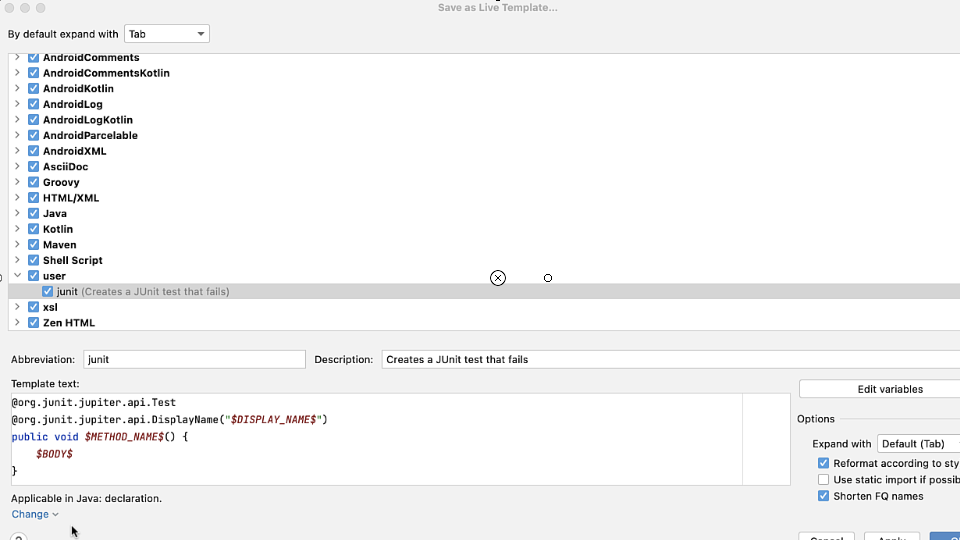 Save as Live Template...
By default expand with Tab
AndroidComments
AndroidCommentsKotlin
AndroidKotlin
AndroidLog
AndroidLogKotlin
AndroidParcelable
AndroidXML
AsciiDoc
Groovy
HTML/XML
Java
Kotlin
Maven
Shell Script
user
junit (Creates a JUnit test that fails)
xsl
Zen HTML
Abbreviation: junit Description: Creates a JUnit test that fails
Template text:
@org.junit.jupiter.api.Test
@org.junit.jupiter.api.DisplayName("$DISPLAY_NAME$")
public void $METHOD_NAME$() {
$BODY$
}
Edit variables
Options
Expand with Default (Tab)
Reformat according to sty
Use static import if possib
Shorten FQ names
Applicable in Java: declaration.
Change
?
Cancel Apply